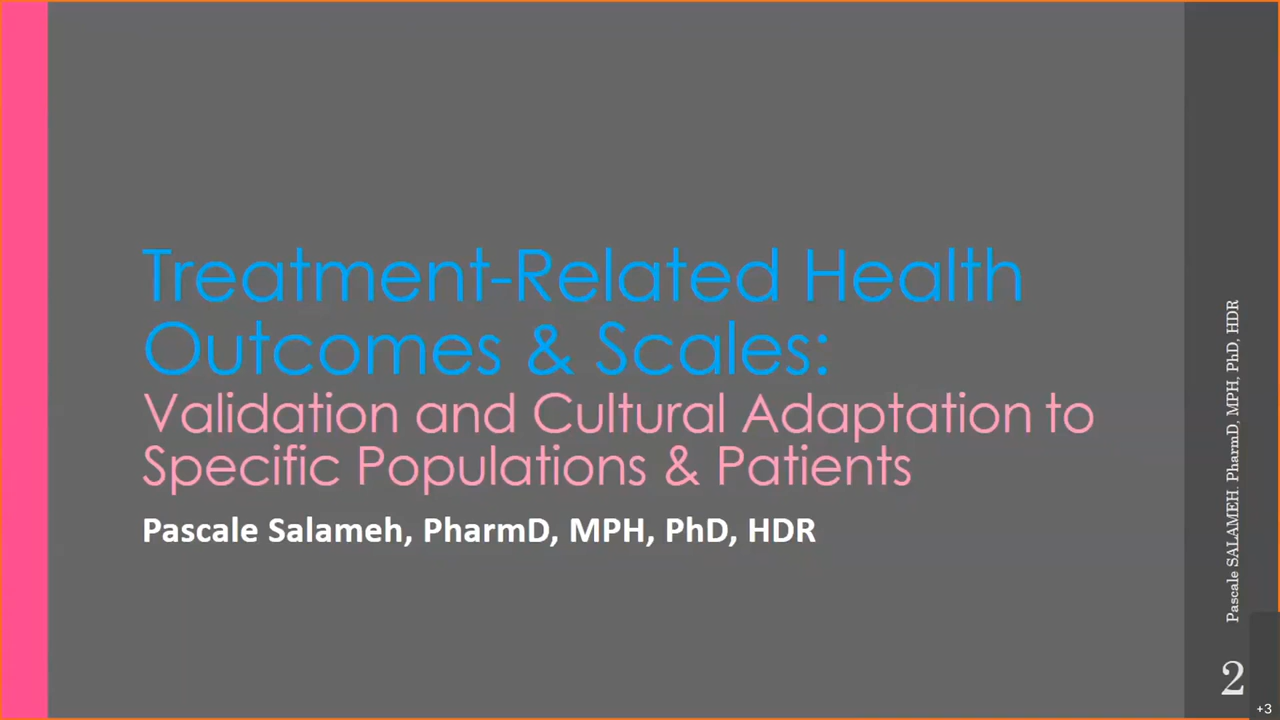 Treatment-Related Health
Outcomes & Scales:
Validation and Cultural Adaptation to
Specific Populations & Patients
Pascale Salameh, PharmD, MPH, PhD, HDR
Pascale SALAMEH. PharmD, MPH, PhD, HDR
2
+3